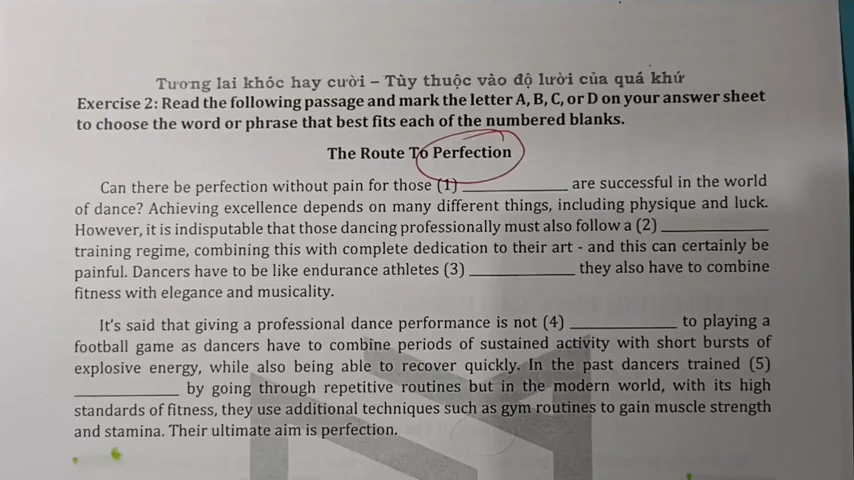 Tương lai khóc hay cười – Tùy thuộc vào độ lười của quá khứ
Exercise 2: Read the following passage and mark the letter A, B, C, or D on your answer sheet
to choose the word or phrase that best fits each of the numbered blanks.
The Route To Perfection
Can there be perfection without pain for those (1) ____________ are successful in the world
of dance? Achieving excellence depends on many different things, including physique and luck.
However, it is indisputable that those dancing professionally must also follow a (2) ____________
training regime, combining this with complete dedication to their art - and this can certainly be
painful. Dancers have to be like endurance athletes (3) ____________ they also have to combine
fitness with elegance and musicality.
It's said that giving a professional dance performance is not (4) ____________ to playing a
football game as dancers have to combine periods of sustained activity with short bursts of
explosive energy, while also being able to recover quickly. In the past dancers trained (5)
____________ by going through repetitive routines but in the modern world, with its high
standards of fitness, they use additional techniques such as gym routines to gain muscle strength
and stamina. Their ultimate aim is perfection.